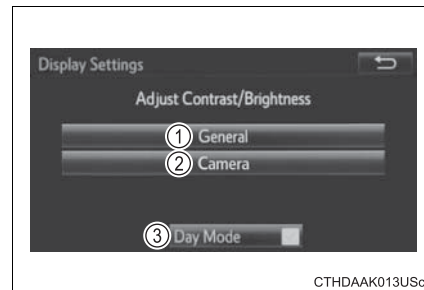 Display Settings
Adjust Contrast/Brightness
1 General
2 Camera
3 Day Mode
CTHDAAK013USc